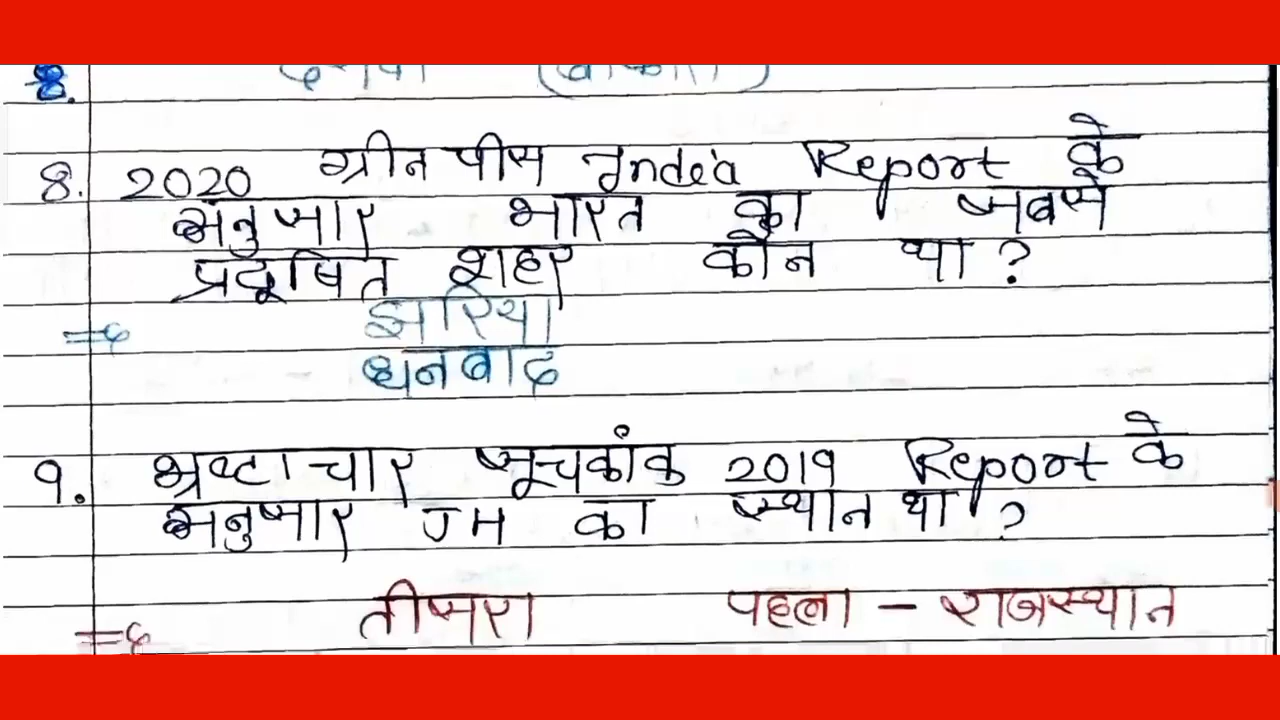 8.
8. 2020 ग्रीन पीस India Report के
अनुसार भारत का सबसे
प्रदूषित शहर कौन था ?
=> झरिया
धनबाद
9. भ्रष्टाचार सूचकांक 2019 Report के
अनुसार JH का स्थान था ?
=> तीसरा पहला – राजस्थान